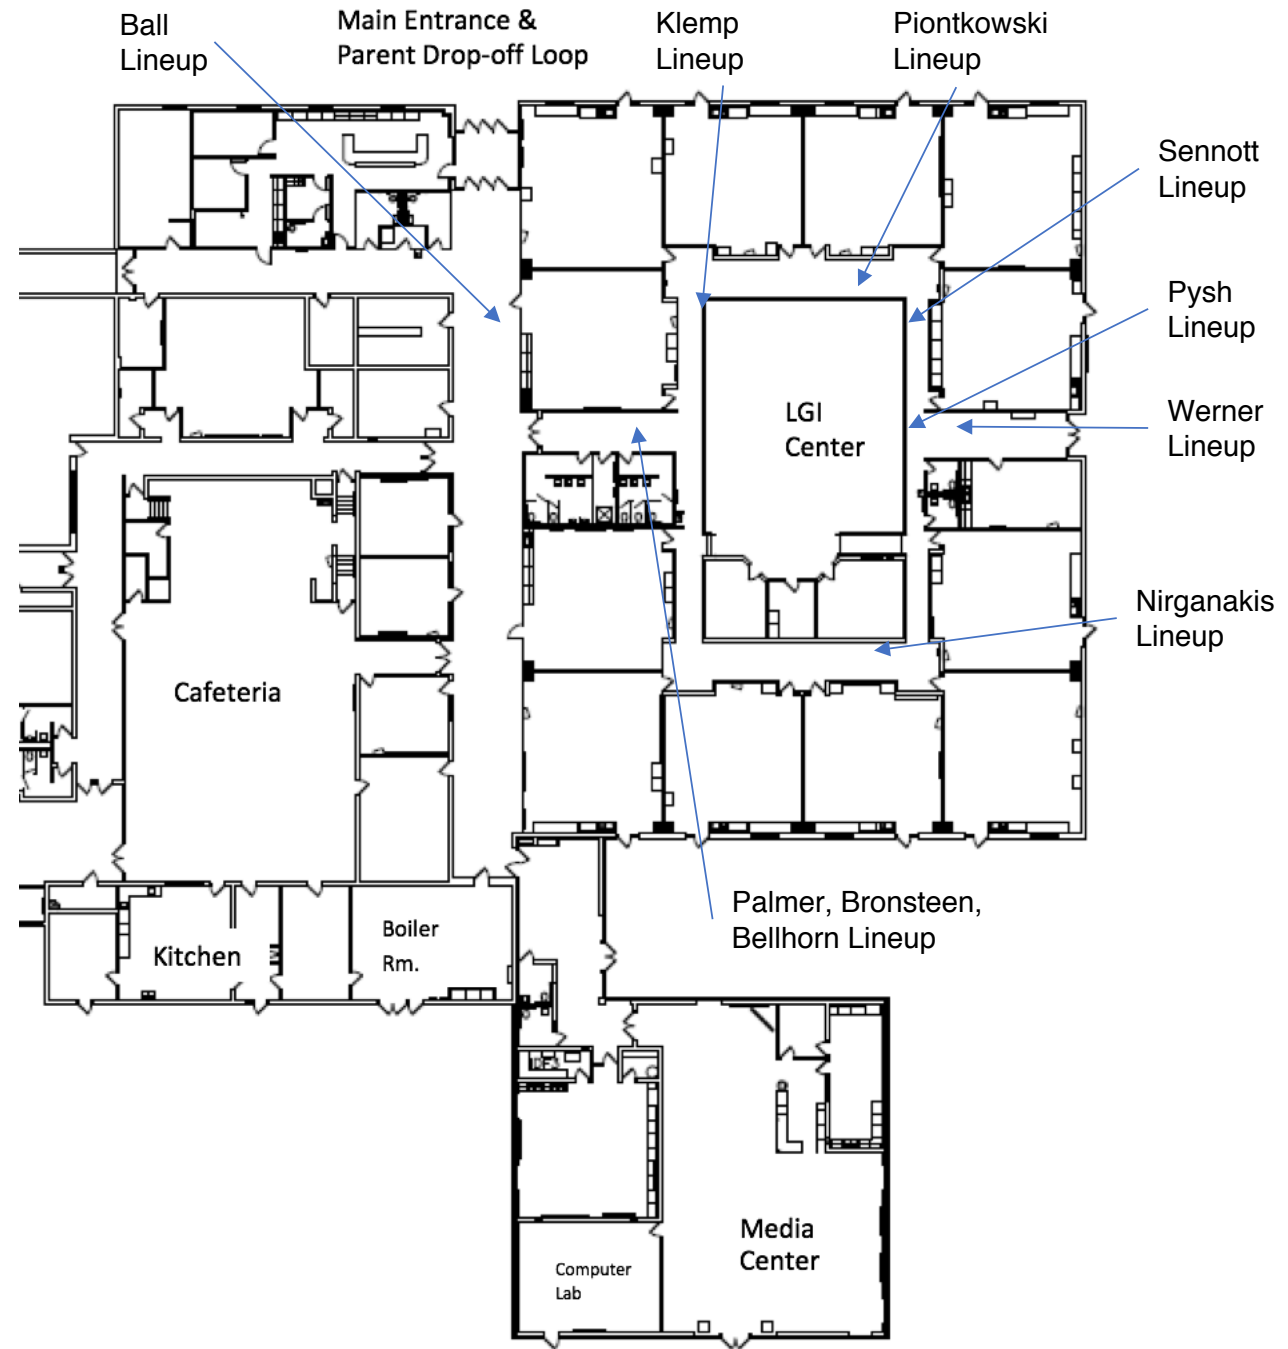 Ball
Lineup
Main Entrance &
Parent Drop-off Loop
Klemp
Lineup
Piontkowski
Lineup
Sennott
Lineup
Pysh
Lineup
Werner
Lineup
LGI
Center
Nirganakis
Lineup
Cafeteria
Palmer, Bronsteen,
Bellhorn Lineup
Kitchen
Boiler
Rm.
IDF3
Media
Center
Computer
Lab